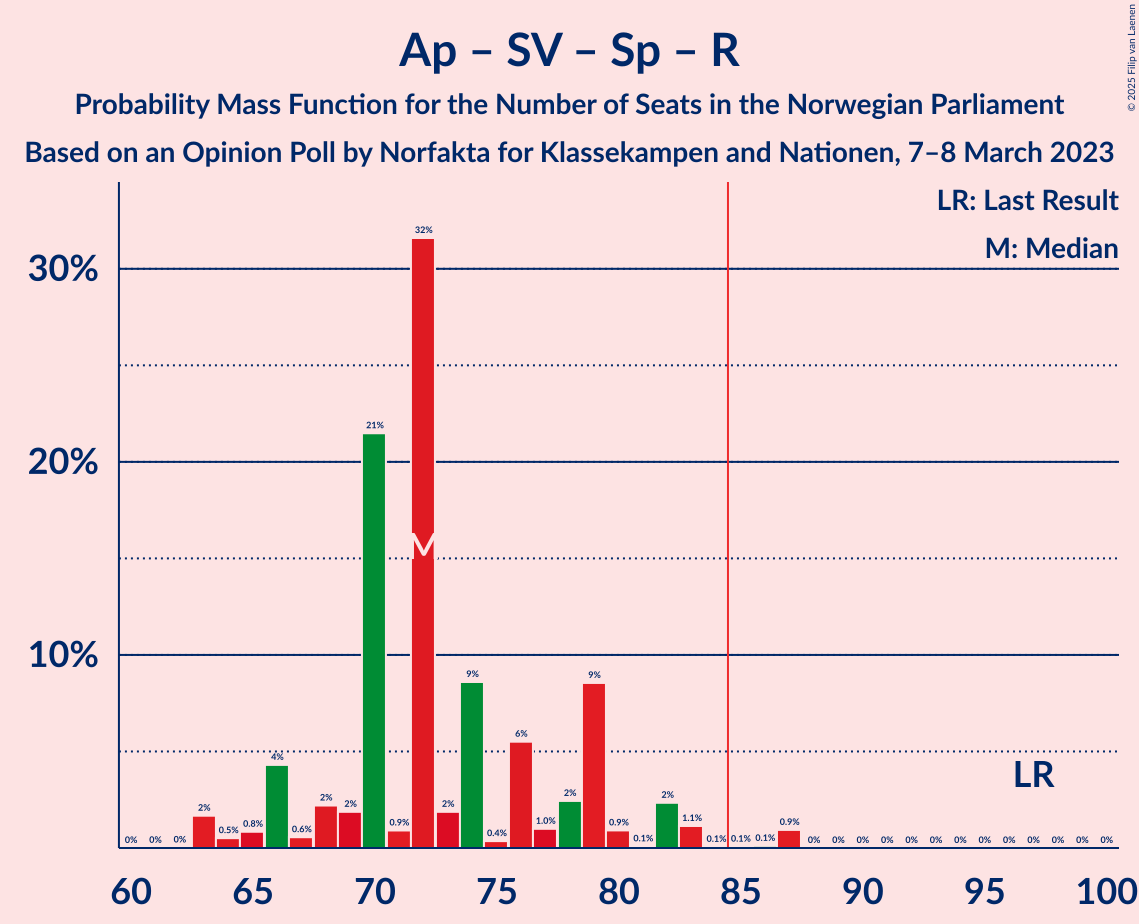 Ap – SV – Sp – R
Probability Mass Function for the Number of Seats in the Norwegian Parliament
Based on an Opinion Poll by Norfakta for Klassekampen and Nationen, 7–8 March 2023
© 2025 Filip van Laenen
LR: Last Result
M: Median
30%
20%
10%
0% 0% 0% 2% 0.5% 0.8% 4% 0.6% 2% 2% 21% 0.9% 32% 2% 9% 0.4% 6% 1.0% 2% 9% 0.9% 0.1% 2% 1.1% 0.1% 0.1% 0.1% 0.9% 0% 0% 0% 0% 0% 0% 0% 0% 0% 0% 0% 0% 0%
M
LR
60 65 70 75 80 85 90 95 100